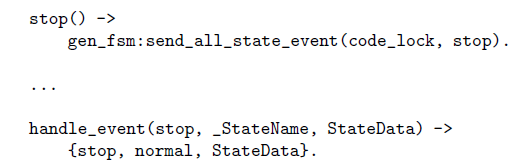 stop() ->
    gen_fsm:send_all_state_event(code_lock, stop).
...
handle_event(stop, _StateName, StateData) ->
    {stop, normal, StateData}.